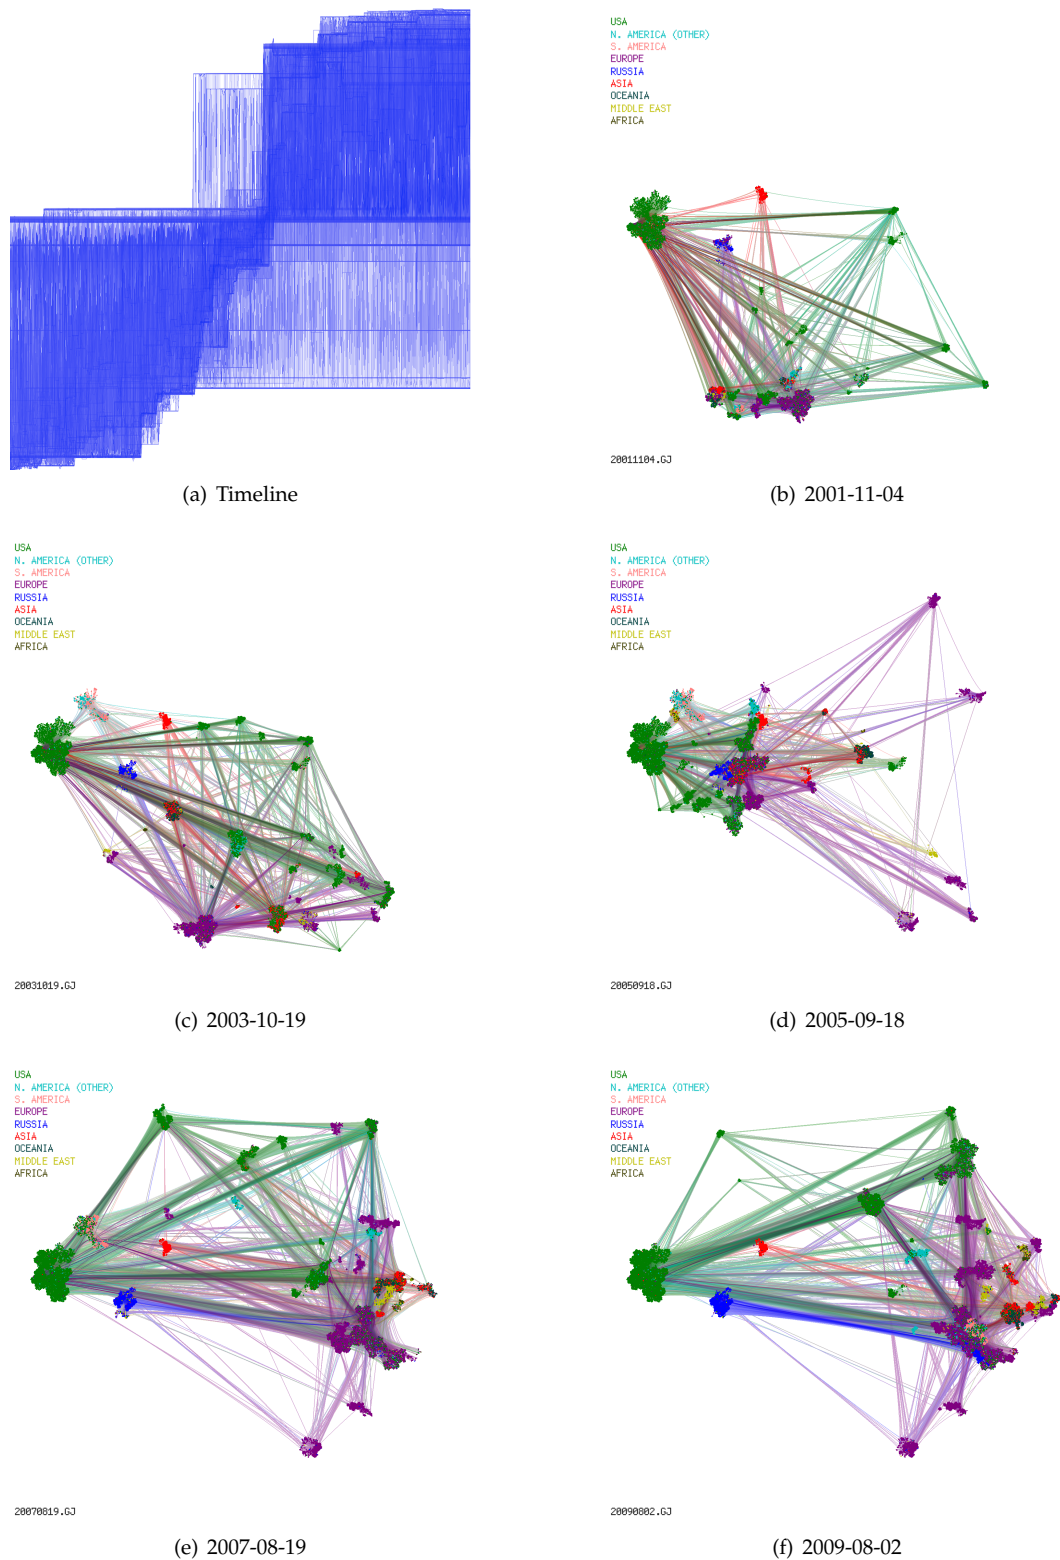 USA
N. AMERICA (OTHER)
S. AMERICA
EUROPE
RUSSIA
ASIA
OCEANIA
MIDDLE EAST
AFRICA
20011104.GJ
(a) Timeline
(b) 2001-11-04
USA
N. AMERICA (OTHER)
S. AMERICA
EUROPE
RUSSIA
ASIA
OCEANIA
MIDDLE EAST
AFRICA
20031019.GJ
USA
N. AMERICA (OTHER)
S. AMERICA
EUROPE
RUSSIA
ASIA
OCEANIA
MIDDLE EAST
AFRICA
20050918.GJ
(c) 2003-10-19
(d) 2005-09-18
USA
N. AMERICA (OTHER)
S. AMERICA
EUROPE
RUSSIA
ASIA
OCEANIA
MIDDLE EAST
AFRICA
20070819.GJ
USA
N. AMERICA (OTHER)
S. AMERICA
EUROPE
RUSSIA
ASIA
OCEANIA
MIDDLE EAST
AFRICA
20090802.GJ
(e) 2007-08-19
(f) 2009-08-02